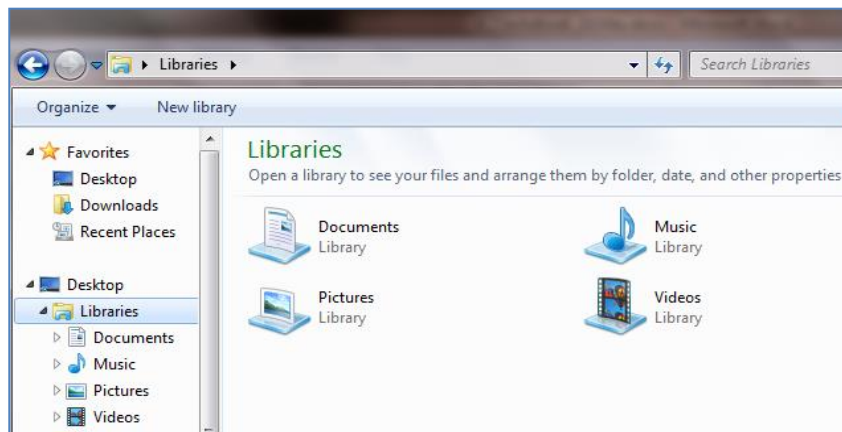 Libraries
Search Libraries
Organize
New library
Favorites
Desktop
Downloads
Recent Places
Desktop
Libraries
Documents
Music
Pictures
Videos
Libraries
Open a library to see your files and arrange them by folder, date, and other properties
Documents
Library
Music
Library
Pictures
Library
Videos
Library